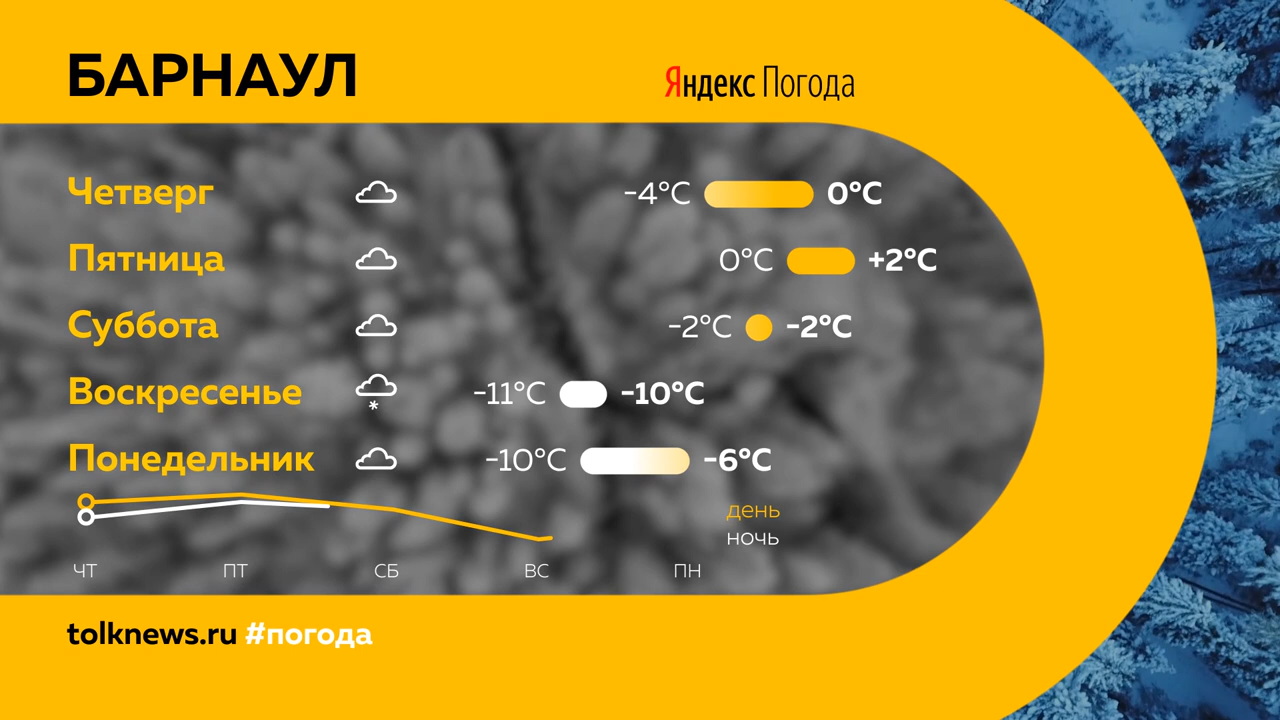 БАРНАУЛ
Яндекс Погода
Четверг -4°C 0°C
Пятница 0°C +2°C
Суббота -2°C -2°C
Воскресенье -11°C -10°C
Понедельник -10°C -6°C
день
ночь
ЧТ ПТ СБ ВС ПН
tolknews.ru #погода